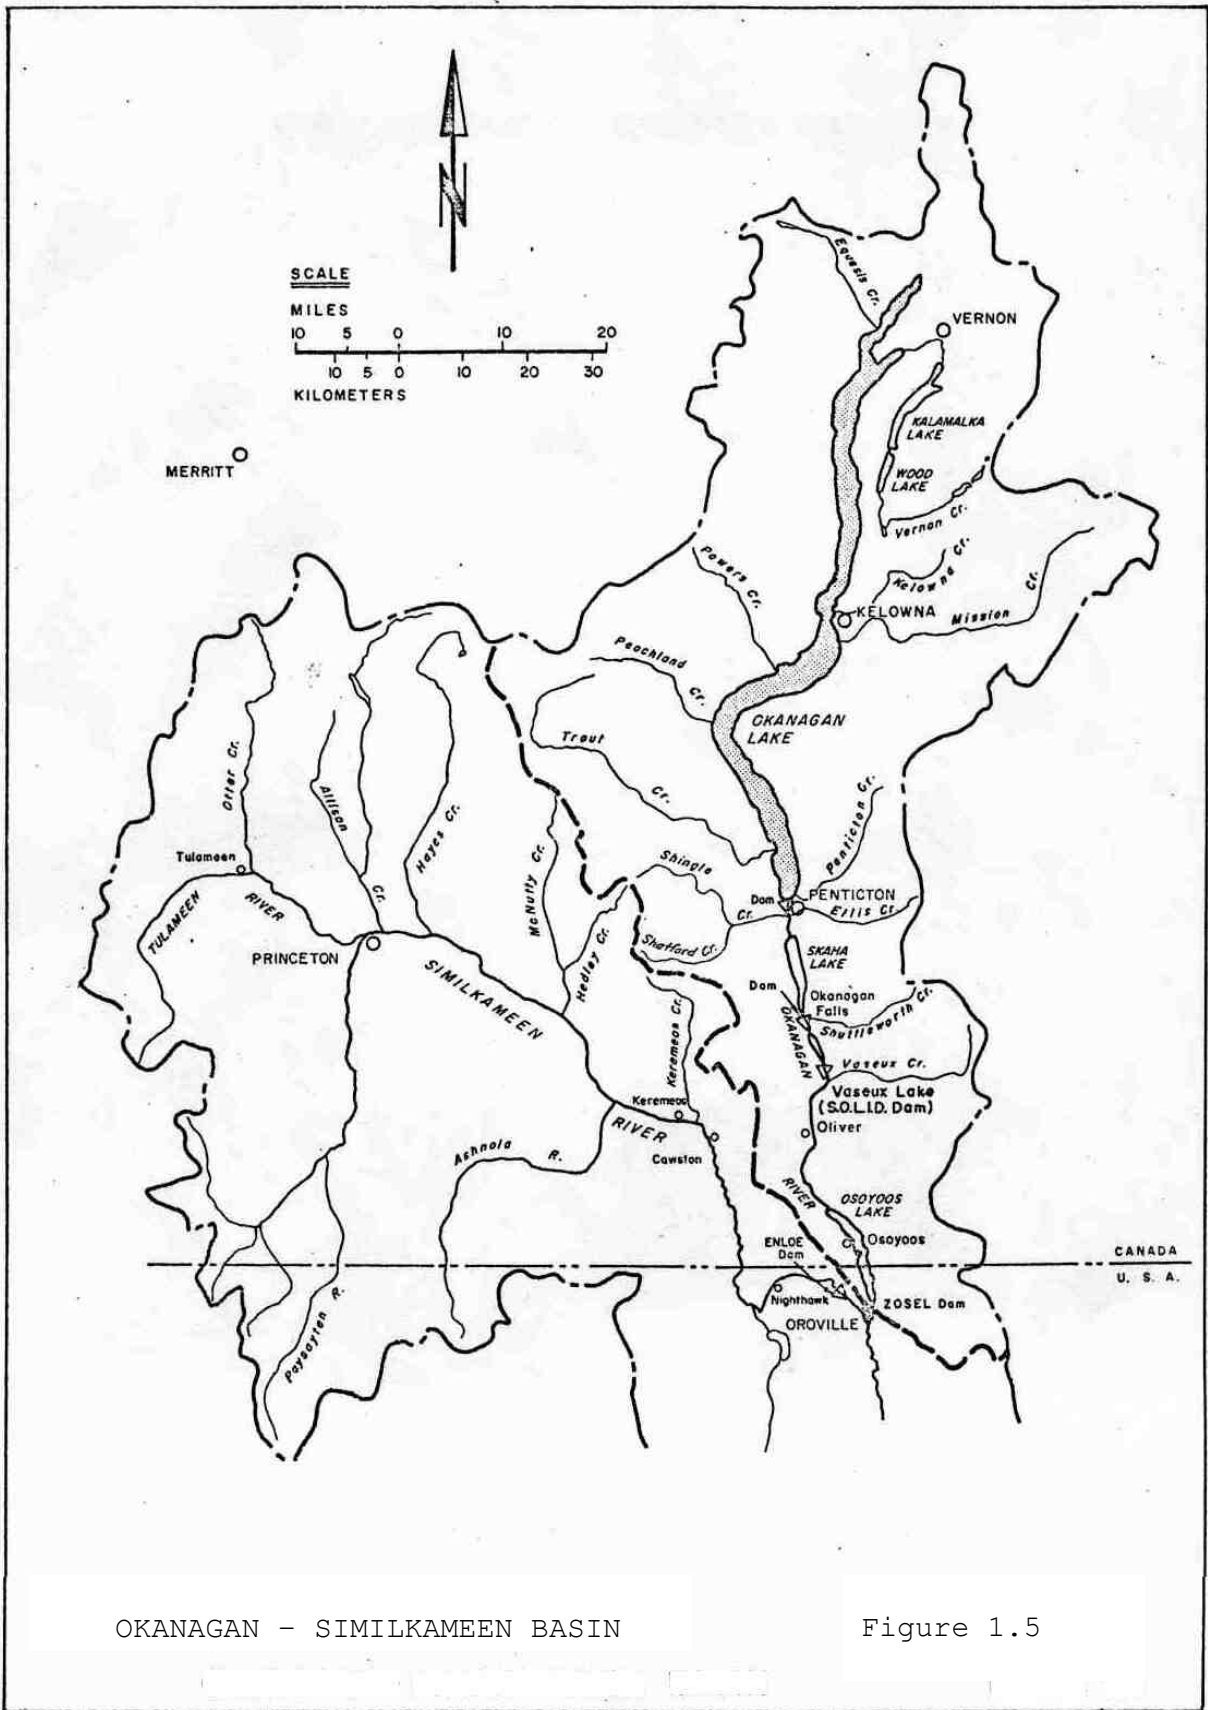 N
SCALE
MILES
10 5 0 10 20
10 5 0 10 20 30
KILOMETERS
Equesis Cr.
VERNON
KALAMALKA
LAKE
MERRITT
WOOD
LAKE
Vernon Cr.
Powers Cr.
Kelowna Cr.
KELOWNA
Mission Cr.
Peachland Cr.
OKANAGAN
LAKE
Trout Cr.
Otter Cr.
Allison Cr.
Hayes Cr.
Penticton Cr.
Tulameen
TULAMEEN RIVER
McNulty Cr.
Shingle Cr.
Dam
PENTICTON
Ellis Cr.
PRINCETON
SIMILKAMEEN RIVER
Hedley Cr.
Shatford Cr.
SKAHA
LAKE
Dam
Okanagan
Falls
Shuttleworth Cr.
OKANAGAN RIVER
Keremeos Cr.
Vaseux Cr.
Vaseux Lake
(S.O.L.I.D. Dam)
Keremeos
Oliver
Ashnola R.
Cawston
OSOYOOS
LAKE
Osoyoos
ENLOE
Dam
CANADA
U. S. A.
Nighthawk
ZOSEL Dam
OROVILLE
Paysayten R.
OKANAGAN - SIMILKAMEEN BASIN
Figure 1.5